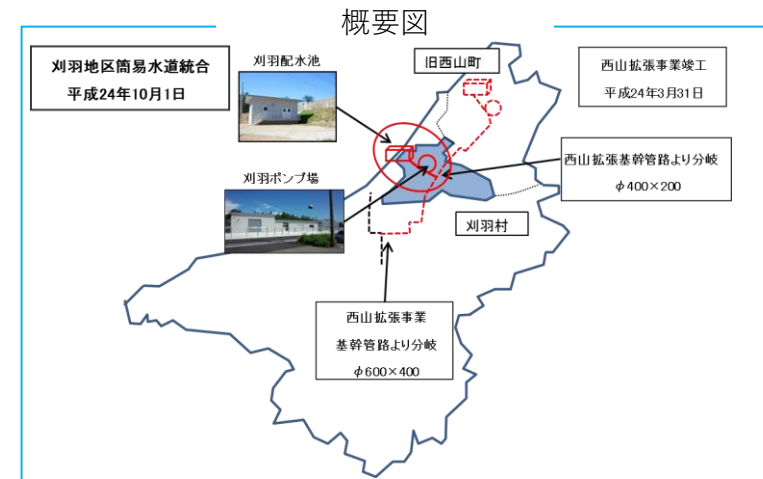 概要図
刈羽地区簡易水道統合
平成24年10月1日
刈羽配水池
旧西山町
西山拡張事業竣工
平成24年3月31日
西山拡張基幹管路より分岐
φ400×200
刈羽ポンプ場
刈羽村
西山拡張事業
基幹管路より分岐
φ600×400